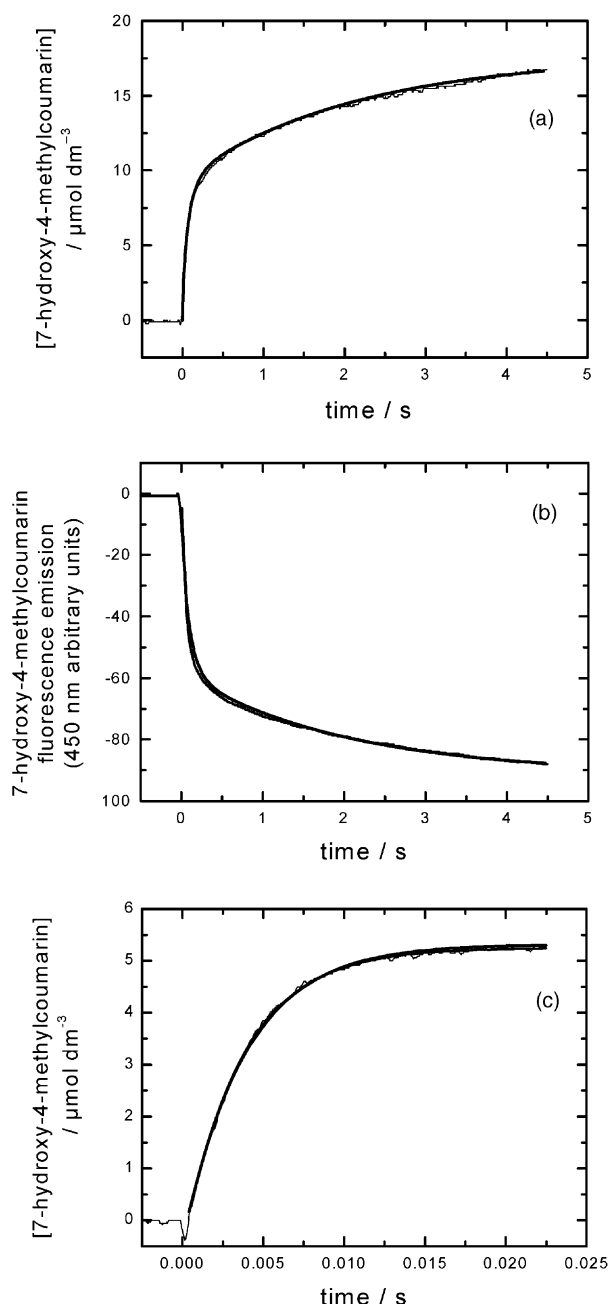 [7-hydroxy-4-methylcoumarin]
/ µmol dm⁻³
20
15
10
5
0
(a)
0
1
2
3
4
5
time / s
7-hydroxy-4-methylcoumarin
fluorescence emission
(450 nm arbitrary units)
0
-20
-40
-60
-80
100
(b)
0
1
2
3
4
5
time / s
[7-hydroxy-4-methylcoumarin]
/ µmol dm⁻³
6
5
4
3
2
1
0
(c)
0.000
0.005
0.010
0.015
0.020
0.025
time / s